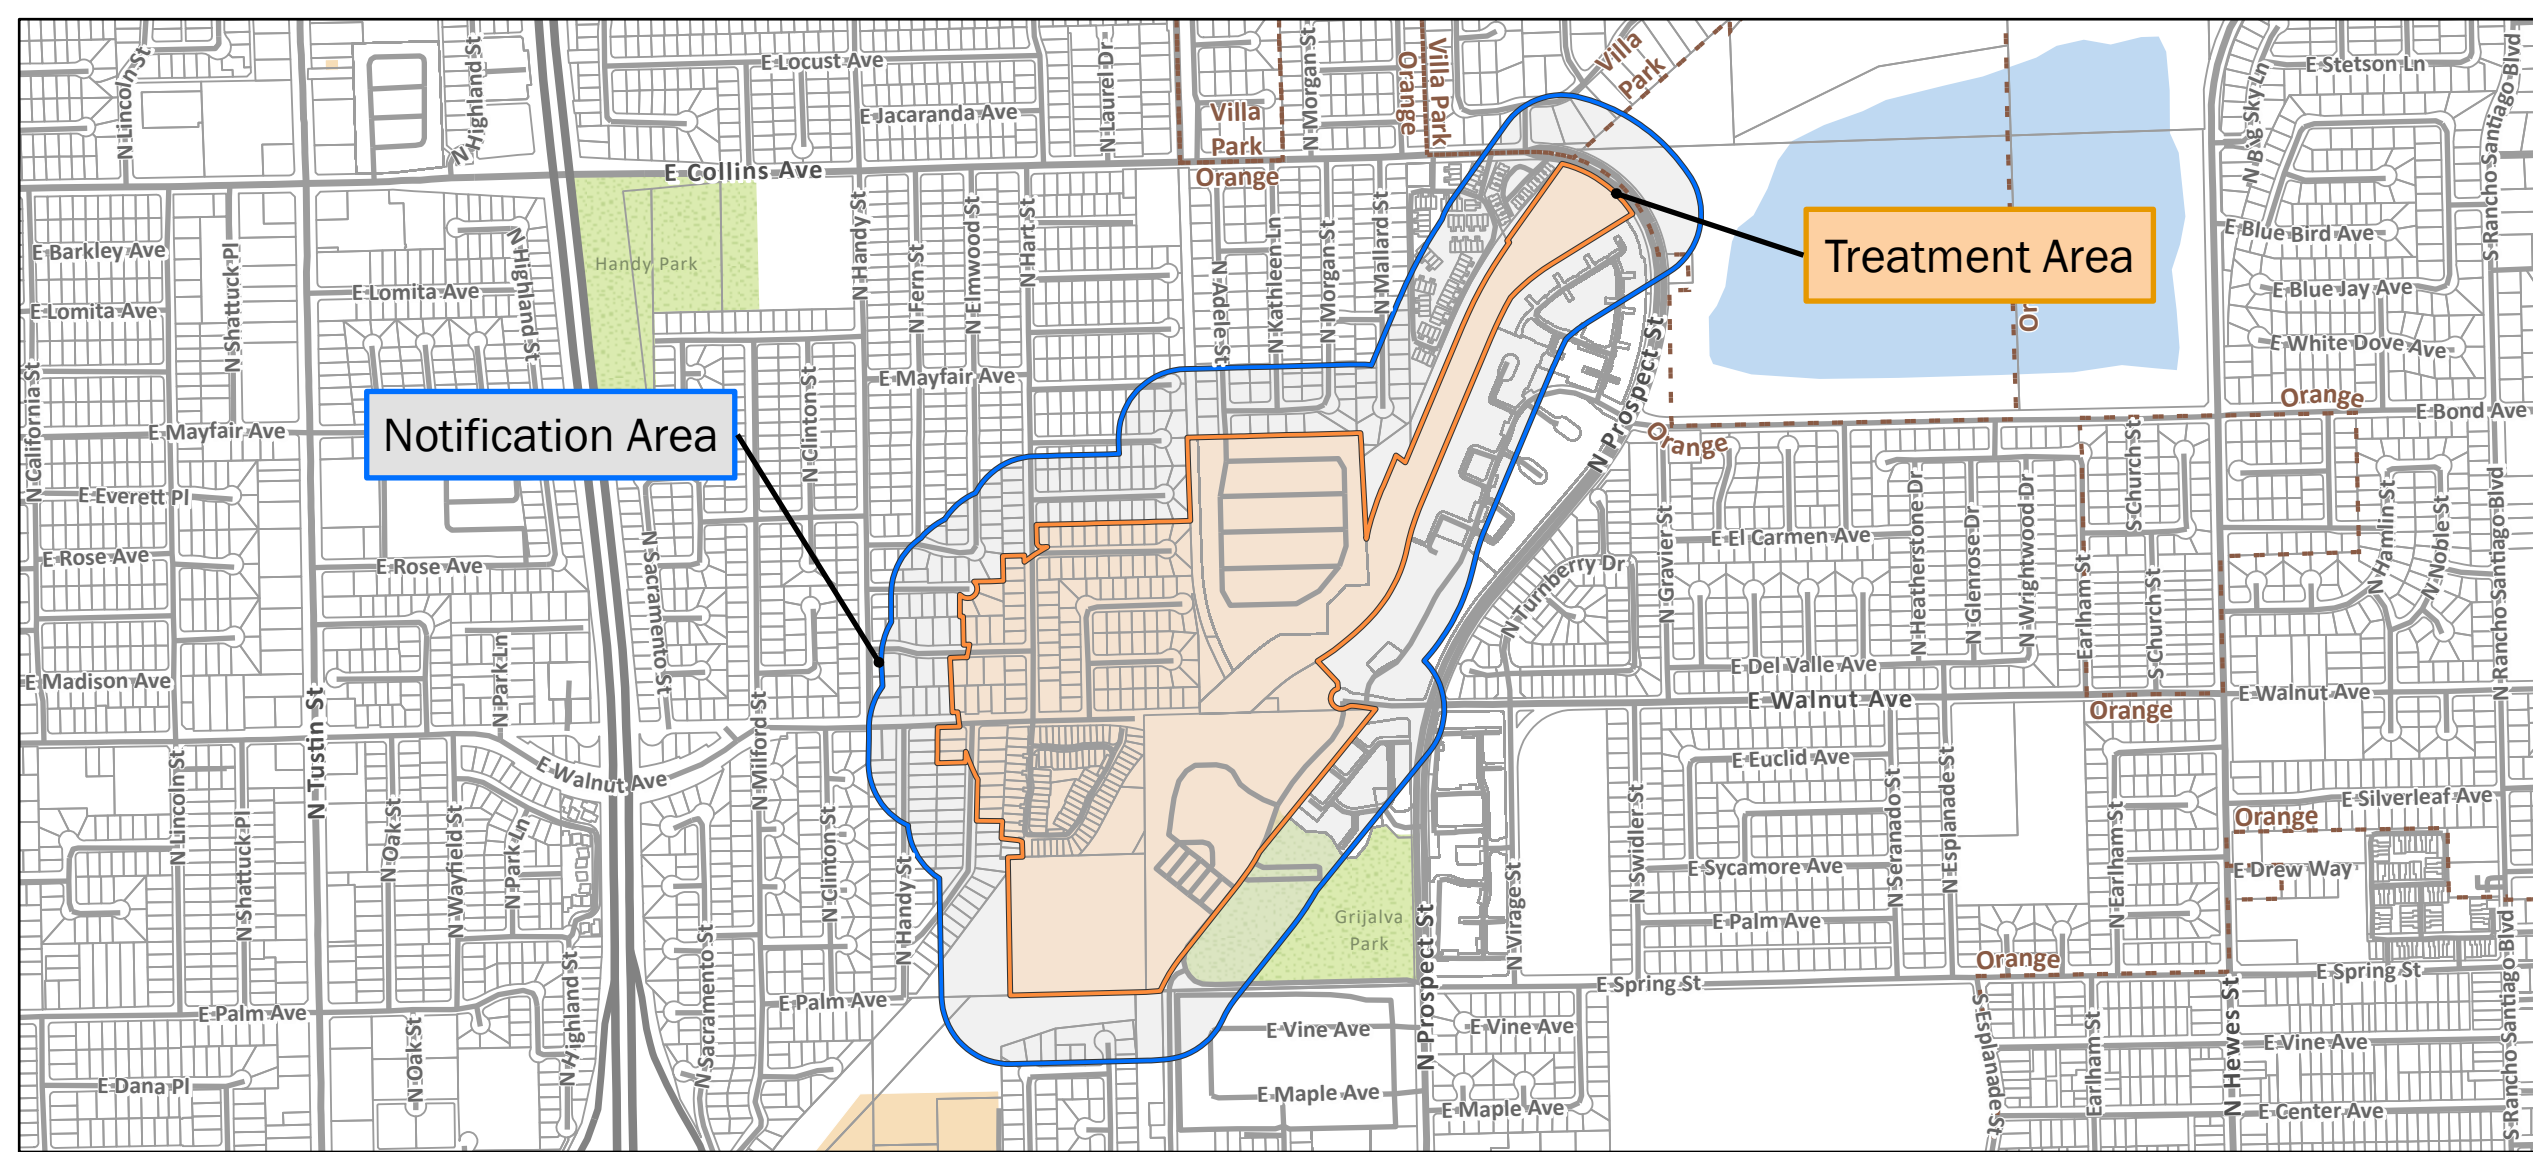 N Lincoln St
N Highland St
N Highland St
E Locust Ave
E Jacaranda Ave
N Laurel Dr
Villa
Park
Orange
N Morgan St
Orange
Villa Park
Villa
Park
E Stetson Ln
N Big Sky Ln
S Rancho Santiago Blvd
E Collins Ave
E Barkley Ave
N Shattuck Pl
E Lomita Ave
E Lomita Ave
N Highland St
Handy Park
N Handy St
N Fern St
N Elmwood St
N Hart St
N Adele St
N Kathleen Ln
N Morgan St
N Mallard St
Treatment Area
Or
E Blue Bird Ave
E Blue Jay Ave
E White Dove Ave
N California St
E Mayfair Ave
E Mayfair Ave
Notification Area
N Clinton St
N Prospect St
Orange
Orange
E Bond Ave
E Everett Pl
E Rose Ave
E Rose Ave
N Sacramento St
N Turnberry Dr
N Gravier St
E El Carmen Ave
N Heatherstone Dr
N Glenrose Dr
N Wrightwood Dr
Earlham St
S Church St
S Church St
N Hamlin St
N Noble St
N Rancho Santiago Blvd
E Madison Ave
N Park Ln
N Tustin St
E Del Valle Ave
E Walnut Ave
Orange
E Walnut Ave
E Walnut Ave
N Milford St
N Lincoln St
N Shattuck Pl
N Oak St
N Wayfield St
N Park Ln
N Clinton St
N Handy St
E Euclid Ave
N Swidler St
E Sycamore Ave
N Seranado St
N Esplanade St
N Earlham St
E Silverleaf Ave
Orange
E Drew Way
Grijalva
Park
N Prospect St
N Virage St
E Palm Ave
Orange
E Spring St
E Spring St
E Palm Ave
E Palm Ave
N Highland St
N Sacramento St
N Oak St
E Dana Pl
E Vine Ave
E Vine Ave
E Maple Ave
E Maple Ave
S Esplanade St
Earlham St
N Hewes St
E Vine Ave
E Center Ave
S Rancho Santiago Blvd